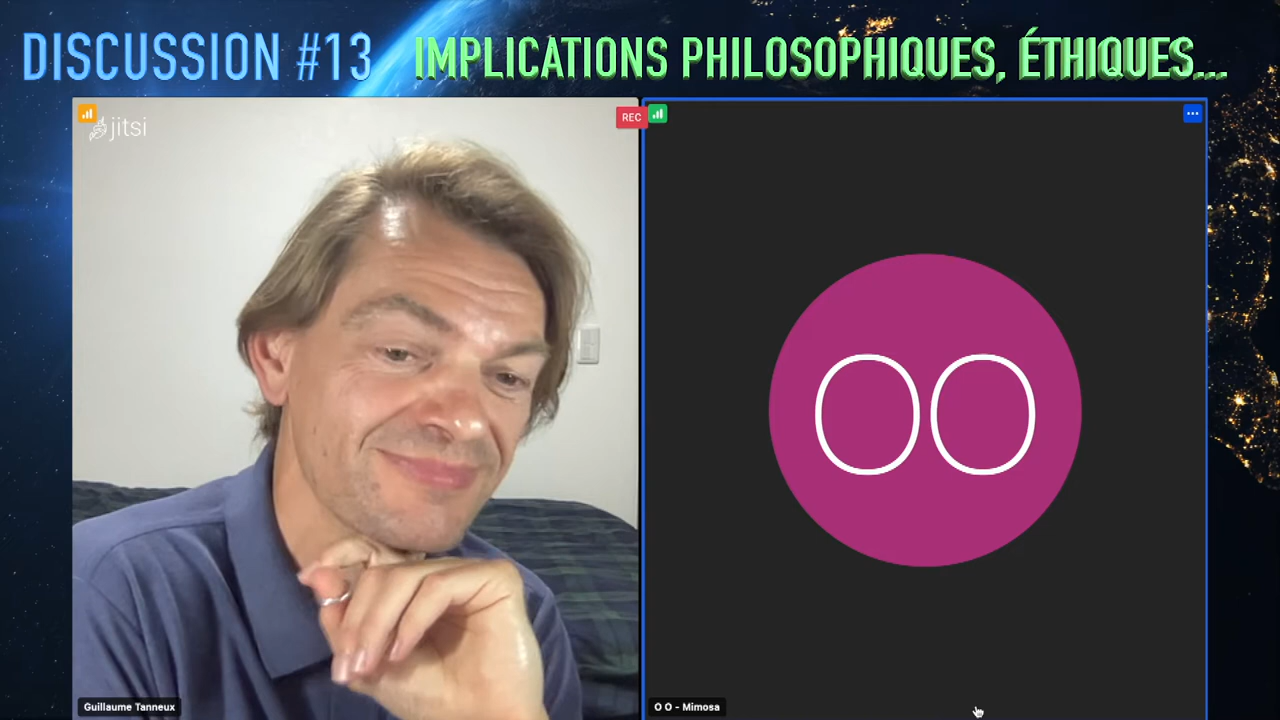 DISCUSSION #13 IMPLICATIONS PHILOSOPHIQUES, ÉTHIQUES...
jitsi
REC
OO
Guillaume Tanneux
O O - Mimosa